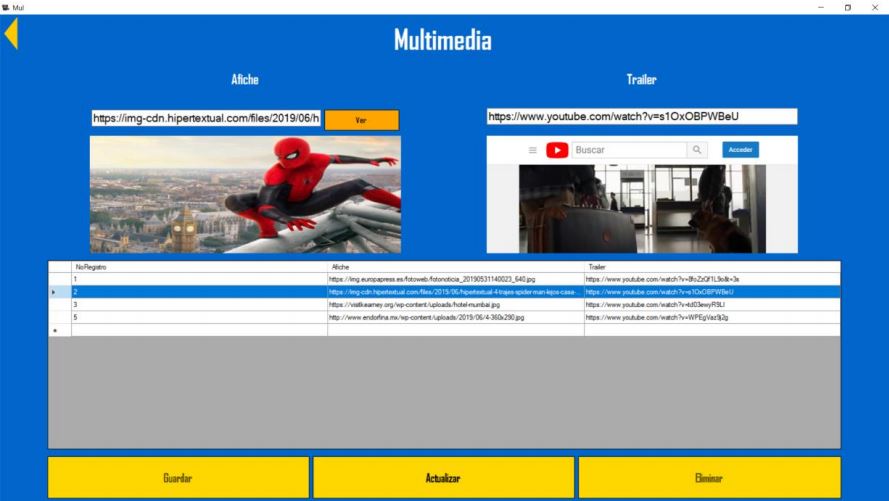 Mul
Multimedia
Afiche
Trailer
https://img-cdn.hipertextual.com/files/2019/06/h
Ver
https://www.youtube.com/watch?v=s1OxOBPWBeU
Buscar
Acceder
NoRegistro Afiche Trailer
1 https://img.europapress.es/fotoweb/fotonoticia_20190531140023_640.jpg https://www.youtube.com/watch?v=BfoZzQf1L9o&t=3s
2 https://img-cdn.hipertextual.com/files/2019/06/hipertextual-4-trajes-spider-man-lejos-casa-... https://www.youtube.com/watch?v=s1OxOBPWBeU
3 https://visitkearney.org/wp-content/uploads/hotel-mumbai.jpg https://www.youtube.com/watch?v=td03ewyR9LI
5 http://www.endorfina.mx/wp-content/uploads/2019/06/4-360x290.jpg https://www.youtube.com/watch?v=WPEgVaz9j2g
Guardar
Actualizar
Eliminar